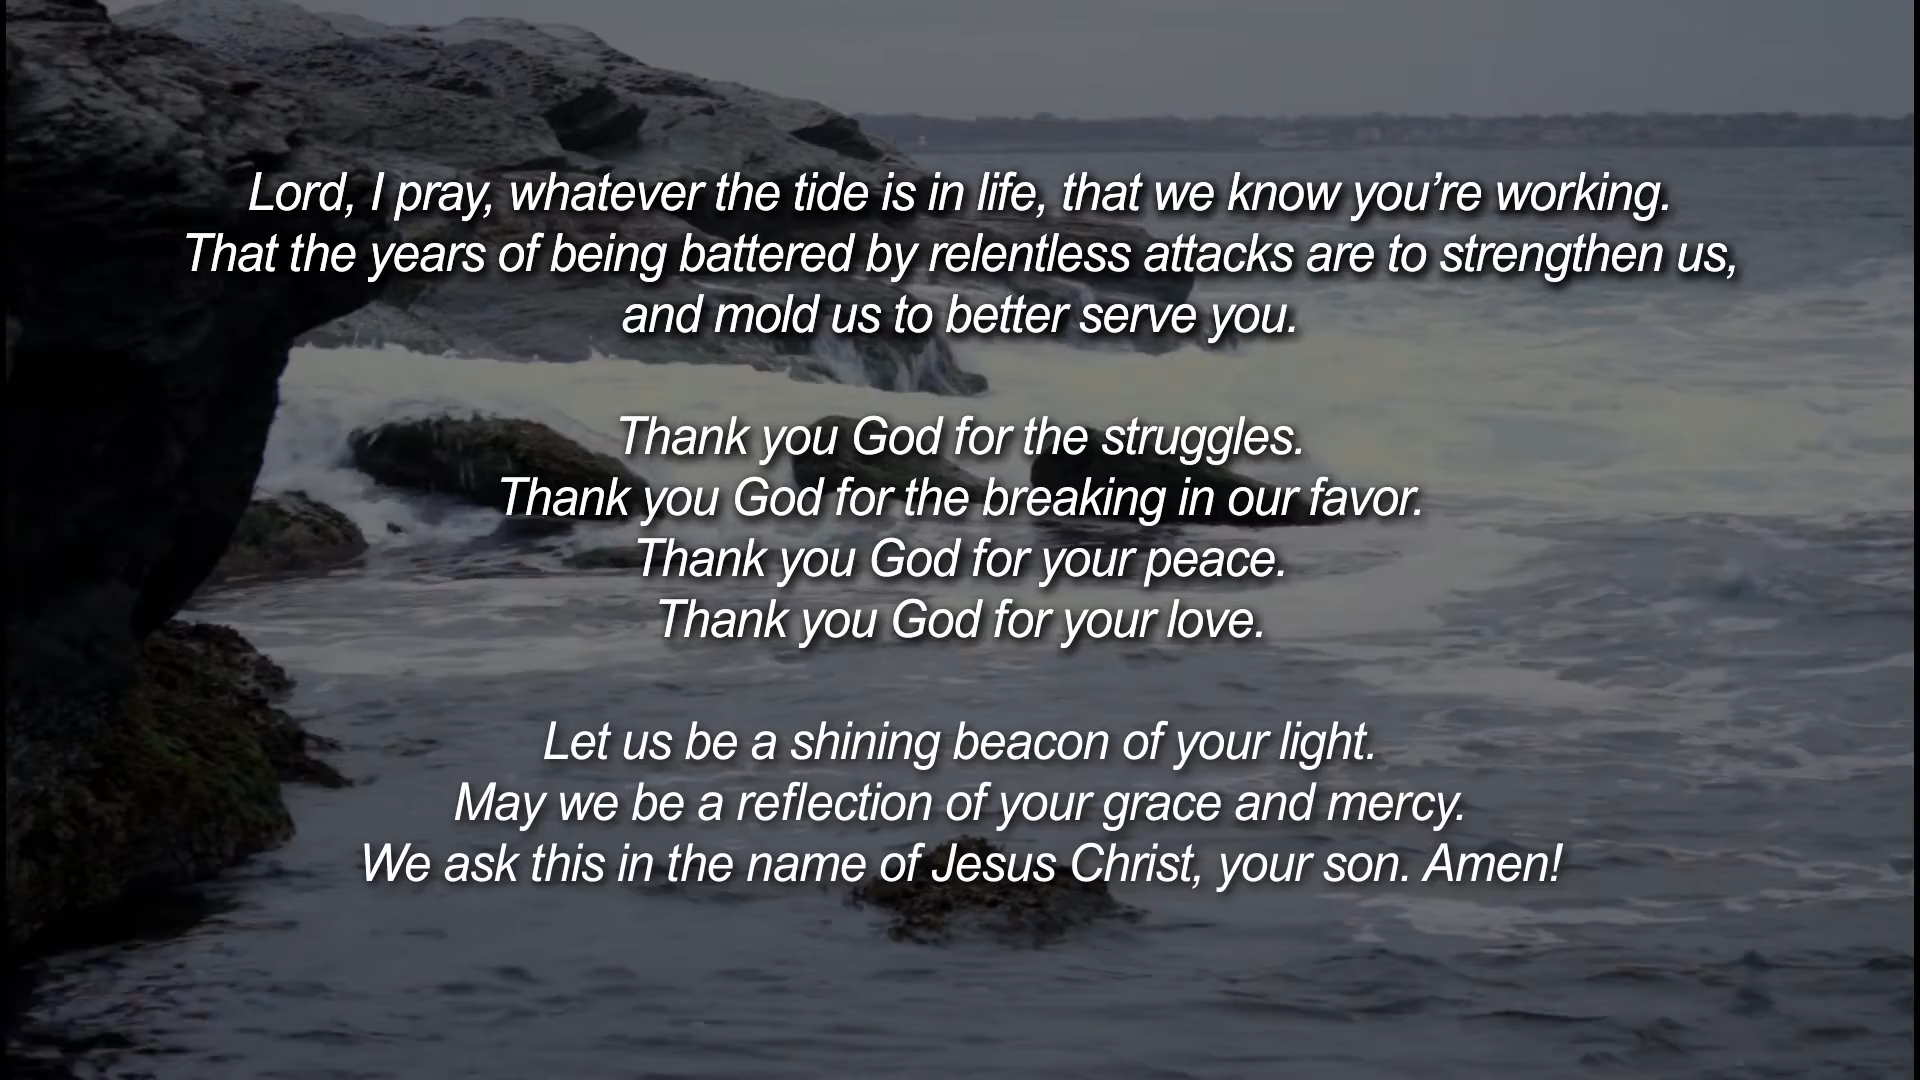 Lord, I pray, whatever the tide is in life, that we know you’re working.
That the years of being battered by relentless attacks are to strengthen us,
and mold us to better serve you.
Thank you God for the struggles.
Thank you God for the breaking in our favor.
Thank you God for your peace.
Thank you God for your love.
Let us be a shining beacon of your light.
May we be a reflection of your grace and mercy.
We ask this in the name of Jesus Christ, your son. Amen!